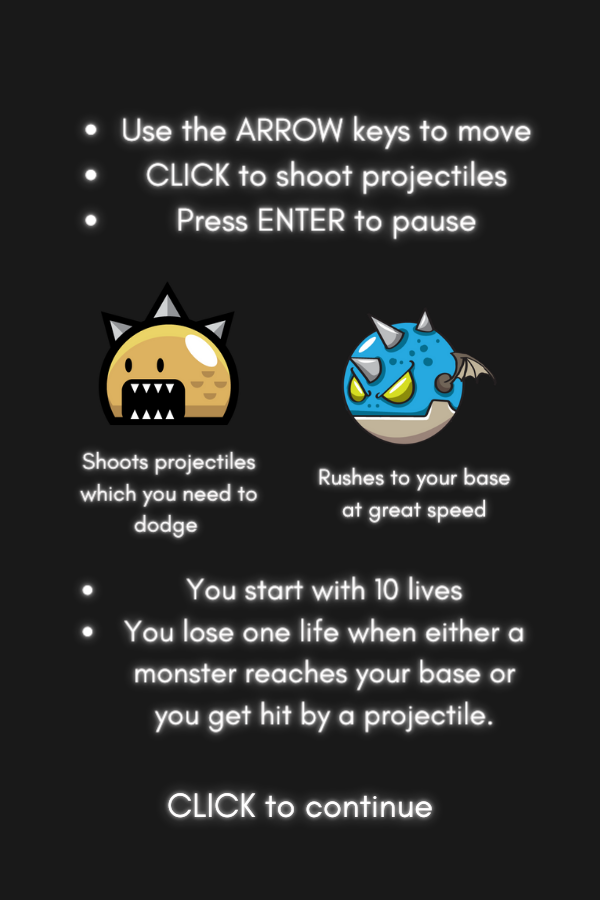 • Use the ARROW keys to move
• CLICK to shoot projectiles
• Press ENTER to pause
Shoots projectiles
which you need to
dodge
Rushes to your base
at great speed
• You start with 10 lives
• You lose one life when either a
monster reaches your base or
you get hit by a projectile.
CLICK to continue